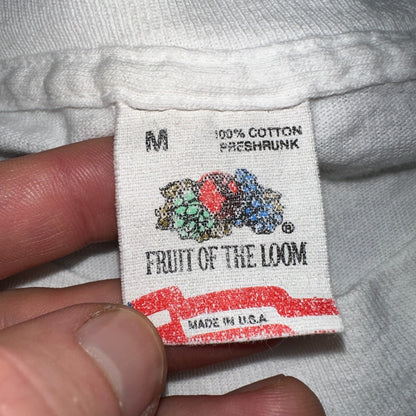 M
100% COTTON
PRESHRUNK
®
FRUIT OF THE LOOM
MADE IN U.S.A.